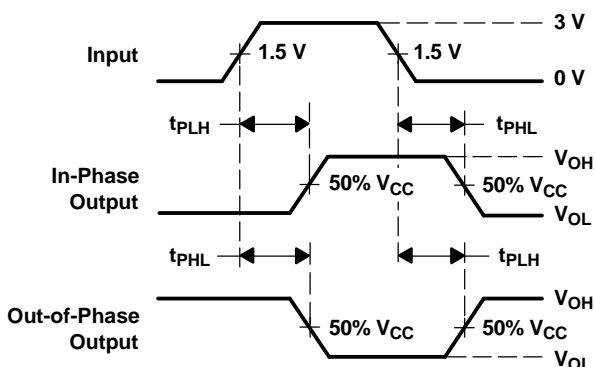 3 V
Input
1.5 V
1.5 V
0 V
tPLH
tPHL
VOH
In-Phase
Output
50% VCC
50% VCC
VOL
tPHL
tPLH
VOH
Out-of-Phase
Output
50% VCC
50% VCC
VOL